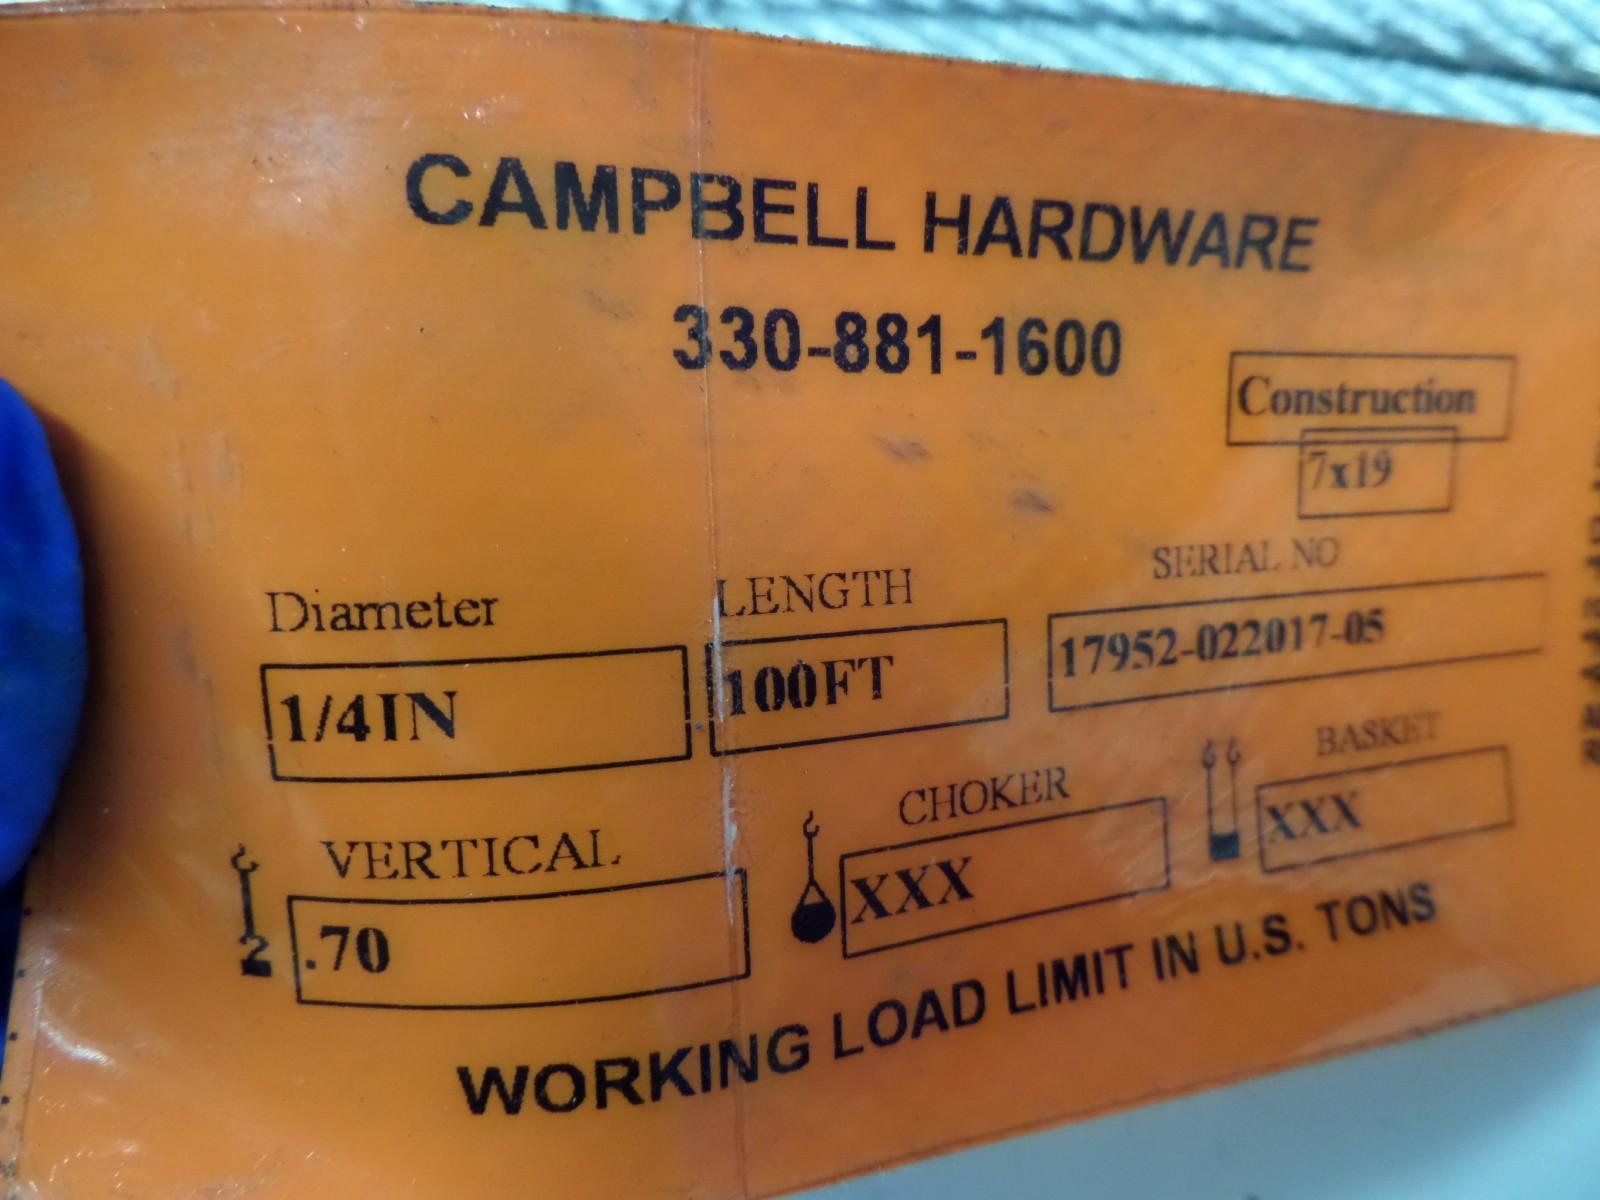 CAMPBELL HARDWARE
330-881-1600
Construction
7x19
Diameter LENGTH SERIAL NO
1/4IN 100FT 17952-022017-05
VERTICAL CHOKER BASKET
.70 XXX XXX
WORKING LOAD LIMIT IN U.S. TONS